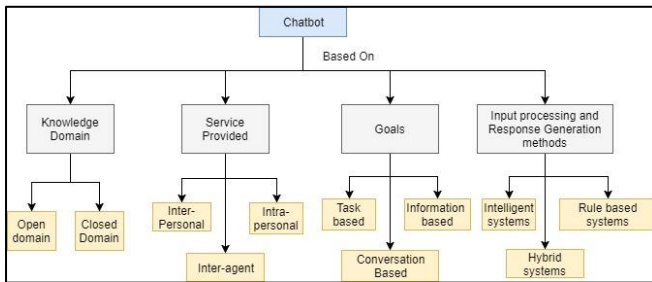 Chatbot
Based On
Knowledge
Domain
Service
Provided
Goals
Input processing and
Response Generation
methods
Open
domain
Closed
Domain
Inter-
Personal
Intra-
personal
Inter-agent
Task
based
Information
based
Conversation
Based
Intelligent
systems
Rule based
systems
Hybrid
systems